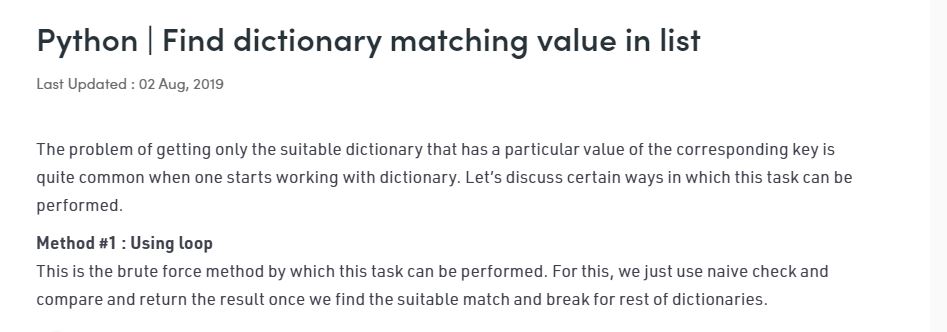 Python | Find dictionary matching value in list
Last Updated : 02 Aug, 2019
The problem of getting only the suitable dictionary that has a particular value of the corresponding key is
quite common when one starts working with dictionary. Let’s discuss certain ways in which this task can be
performed.
Method #1 : Using loop
This is the brute force method by which this task can be performed. For this, we just use naive check and
compare and return the result once we find the suitable match and break for rest of dictionaries.